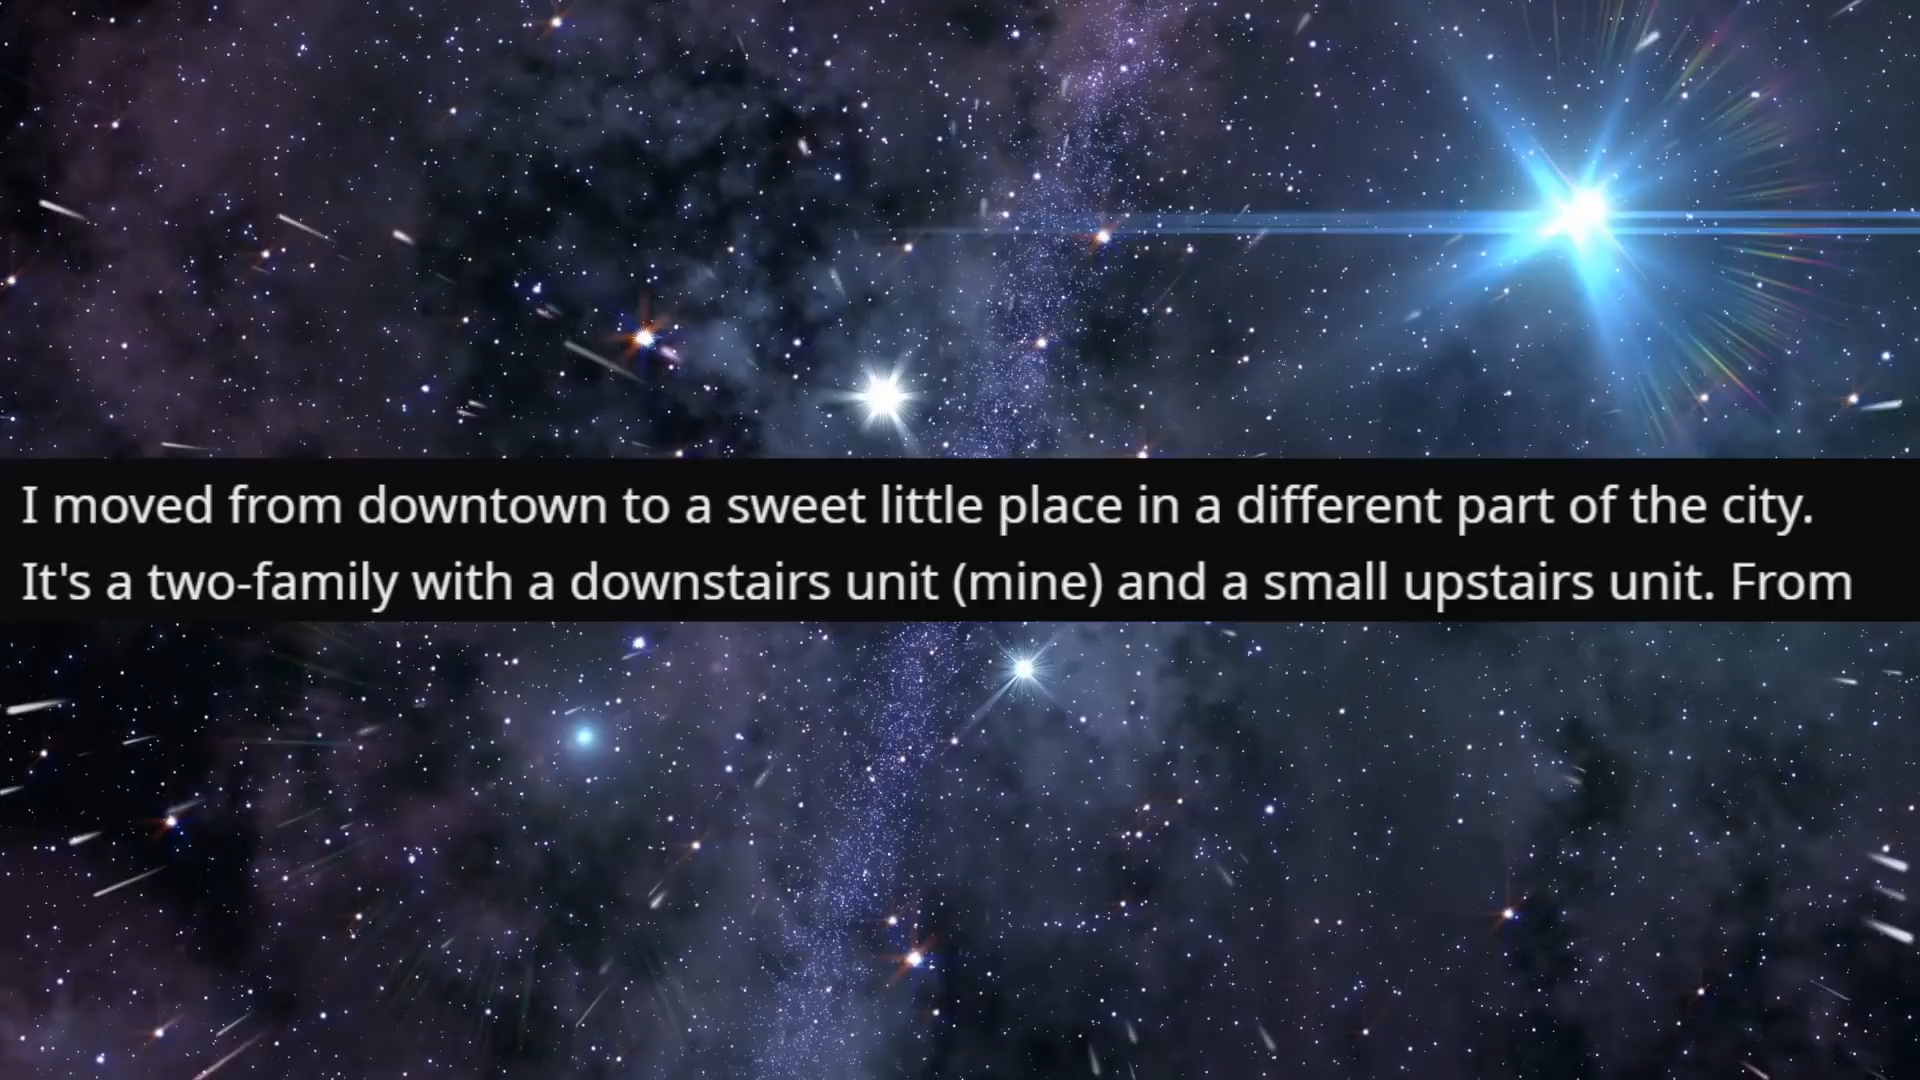 I moved from downtown to a sweet little place in a different part of the city.
It's a two-family with a downstairs unit (mine) and a small upstairs unit. From